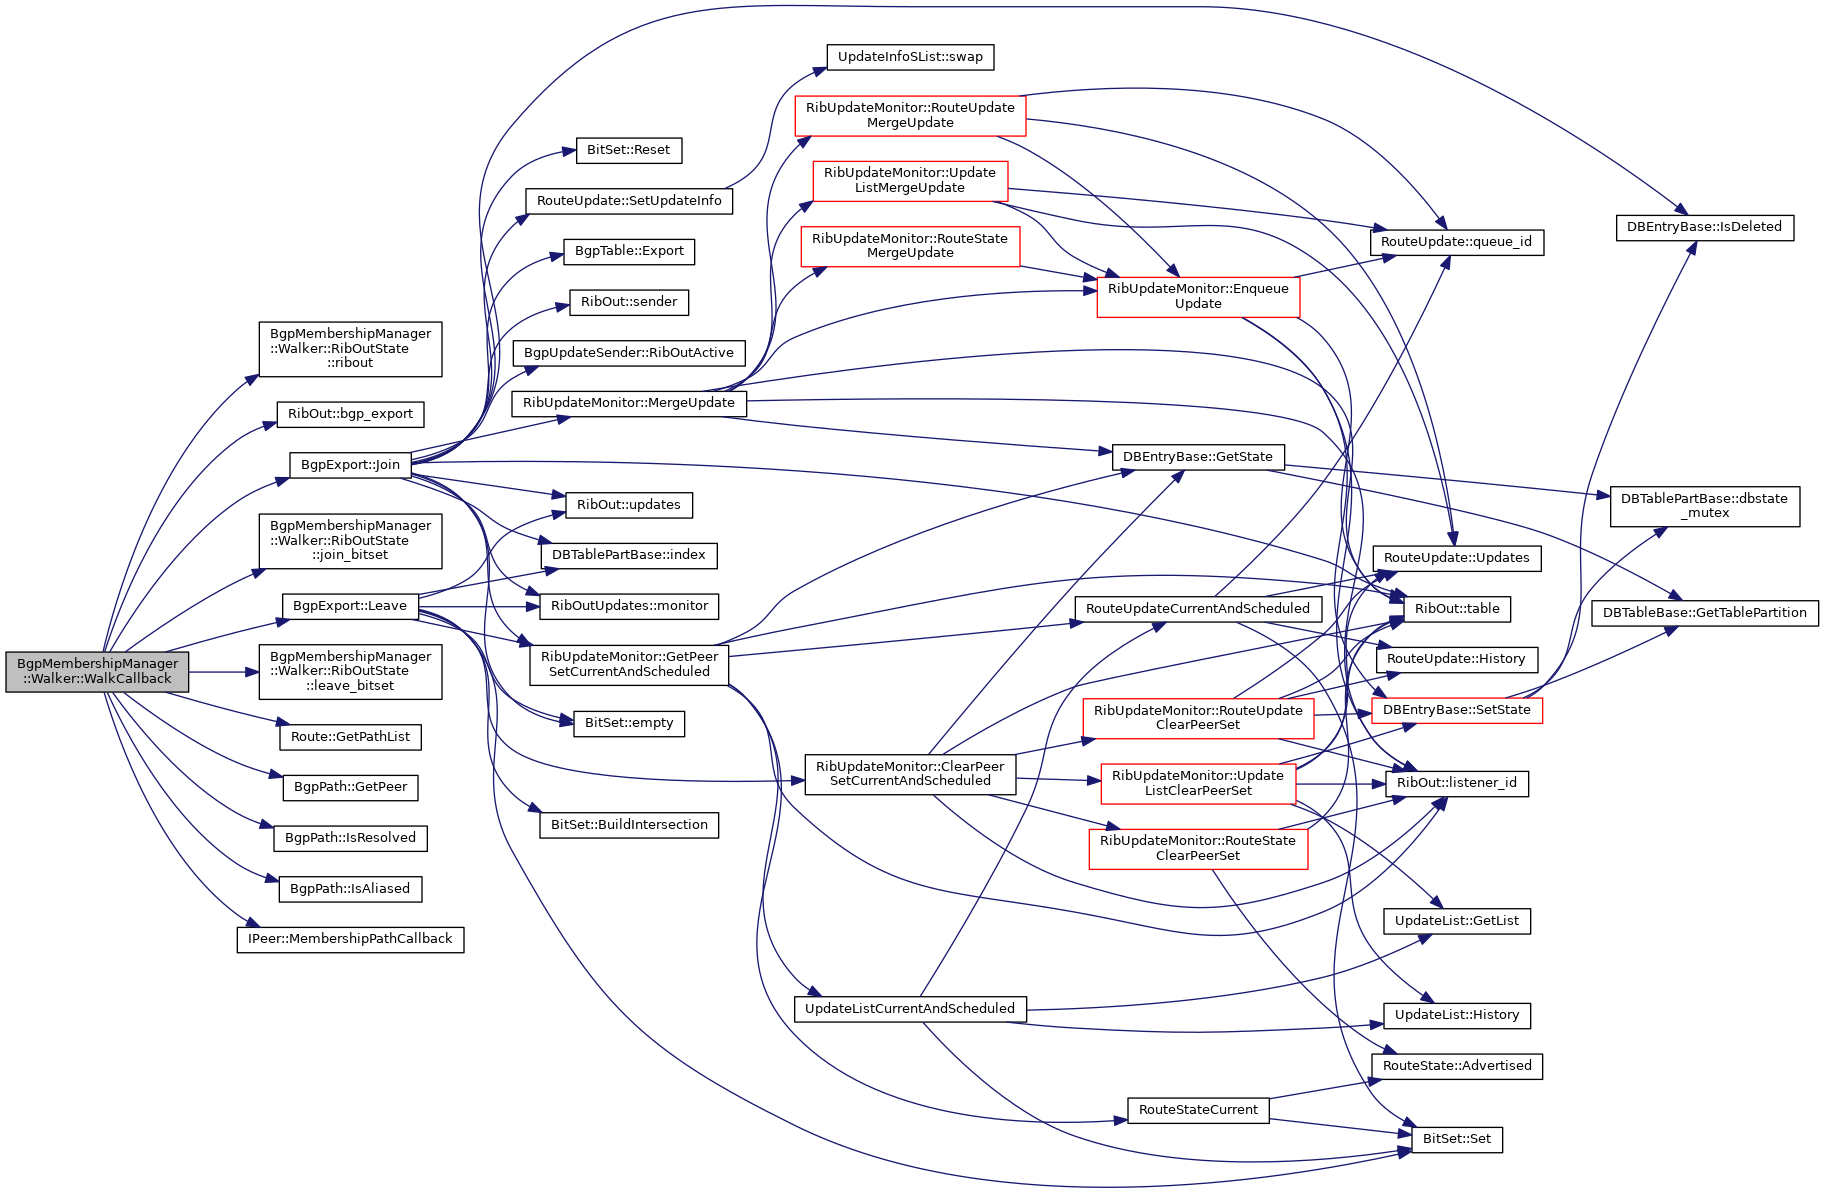 BgpMembershipManager
::Walker::WalkCallback
BgpMembershipManager
::Walker::RibOutState
::ribout
RibOut::bgp_export
BgpExport::Join
BgpMembershipManager
::Walker::RibOutState
::join_bitset
BgpExport::Leave
BgpMembershipManager
::Walker::RibOutState
::leave_bitset
Route::GetPathList
BgpPath::GetPeer
BgpPath::IsResolved
BgpPath::IsAliased
IPeer::MembershipPathCallback
BitSet::Reset
RouteUpdate::SetUpdateInfo
BgpTable::Export
RibOut::sender
BgpUpdateSender::RibOutActive
RibUpdateMonitor::MergeUpdate
RibOut::updates
DBTablePartBase::index
RibOutUpdates::monitor
RibUpdateMonitor::GetPeer
SetCurrentAndScheduled
BitSet::empty
BitSet::BuildIntersection
UpdateInfoSList::swap
RibUpdateMonitor::RouteUpdate
MergeUpdate
RibUpdateMonitor::Update
ListMergeUpdate
RibUpdateMonitor::RouteState
MergeUpdate
RibUpdateMonitor::ClearPeer
SetCurrentAndScheduled
UpdateListCurrentAndScheduled
RibUpdateMonitor::Enqueue
Update
DBEntryBase::GetState
RouteUpdateCurrentAndScheduled
RibUpdateMonitor::RouteUpdate
ClearPeerSet
RibUpdateMonitor::Update
ListClearPeerSet
RibUpdateMonitor::RouteState
ClearPeerSet
RouteStateCurrent
RouteUpdate::queue_id
RouteUpdate::Updates
RibOut::table
RouteUpdate::History
DBEntryBase::SetState
RibOut::listener_id
UpdateList::GetList
UpdateList::History
RouteState::Advertised
BitSet::Set
DBEntryBase::IsDeleted
DBTablePartBase::dbstate
_mutex
DBTableBase::GetTablePartition